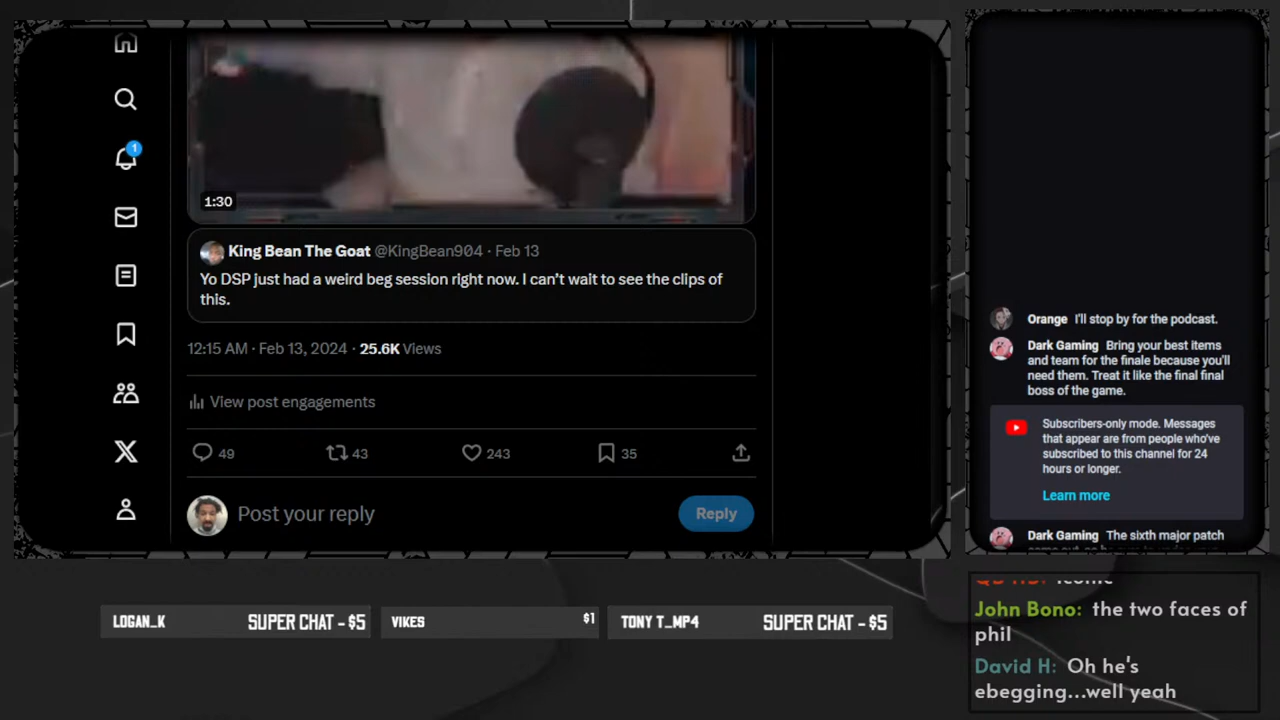 1
1:30
King Bean The Goat @KingBean904 · Feb 13
Yo DSP just had a weird beg session right now. I can't wait to see the clips of
this.
12:15 AM · Feb 13, 2024 · 25.6K Views
View post engagements
49 43 243 35
Post your reply
Reply
Orange I'll stop by for the podcast.
Dark Gaming Bring your best items
and team for the finale because you'll
need them. Treat it like the final final
boss of the game.
Subscribers-only mode. Messages
that appear are from people who've
subscribed to this channel for 24
hours or longer.
Learn more
Dark Gaming The sixth major patch
John Bono: the two faces of
phil
David H: Oh he's
ebegging...well yeah
LOGAN_K SUPER CHAT - $5
VIKES $1
TONY T_MP4 SUPER CHAT - $5